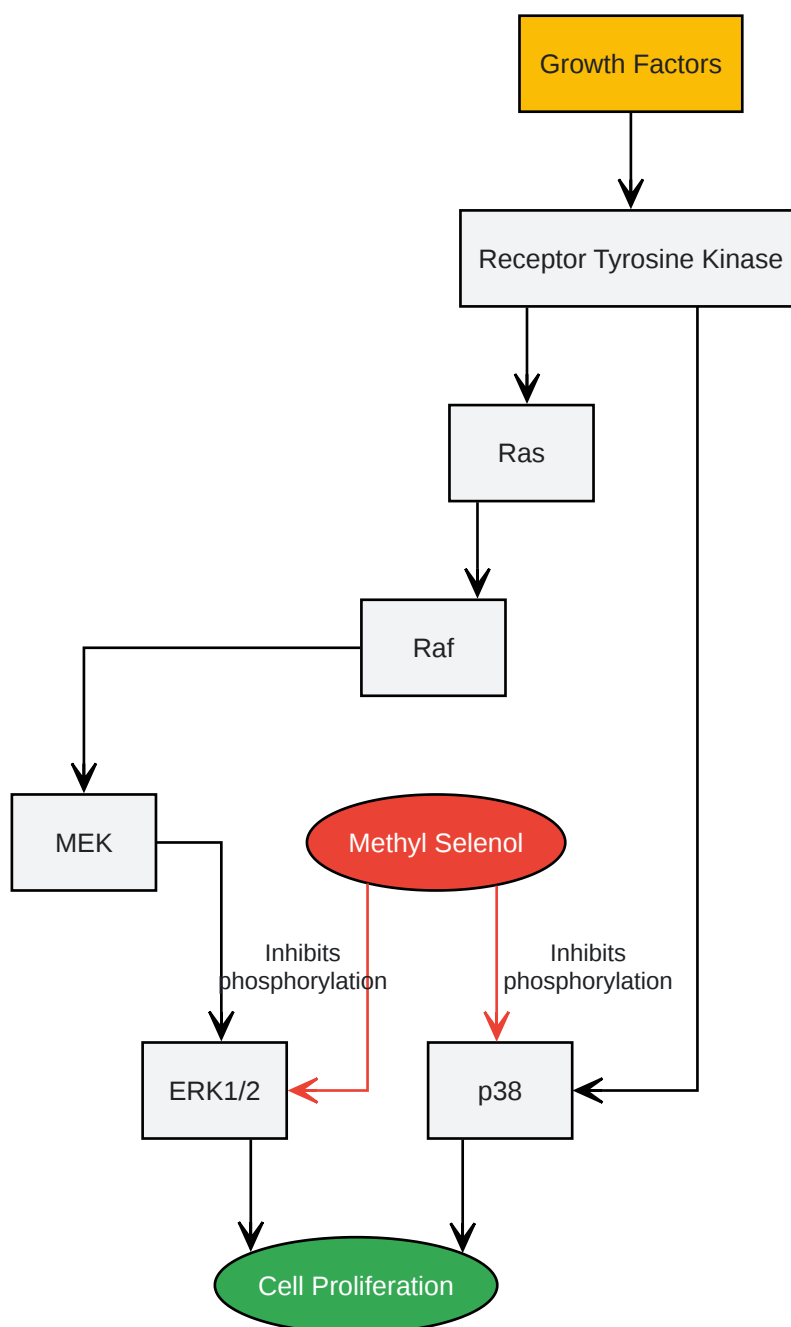 Growth Factors
Receptor Tyrosine Kinase
Ras
Raf
MEK
Methyl Selenol
Inhibits
phosphorylation
Inhibits
phosphorylation
ERK1/2
p38
Cell Proliferation